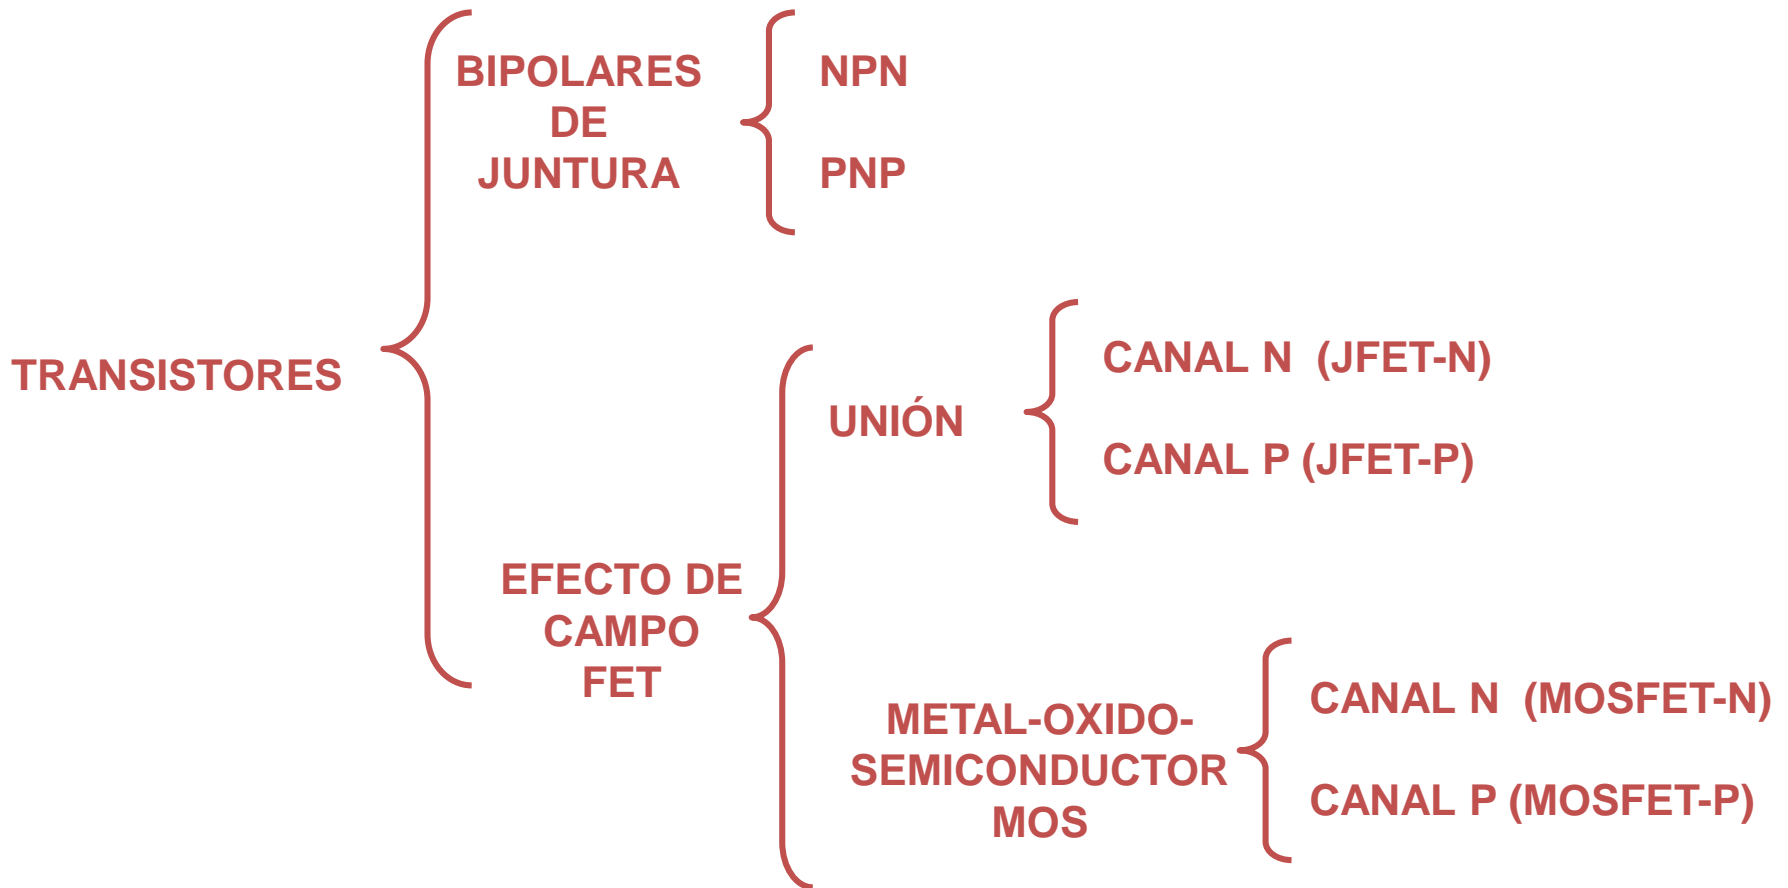 BIPOLARES
DE
JUNTURA
NPN
PNP
TRANSISTORES
UNIÓN
CANAL N  (JFET-N)
CANAL P (JFET-P)
EFECTO DE
CAMPO
FET
METAL-OXIDO-
SEMICONDUCTOR
MOS
CANAL N  (MOSFET-N)
CANAL P (MOSFET-P)